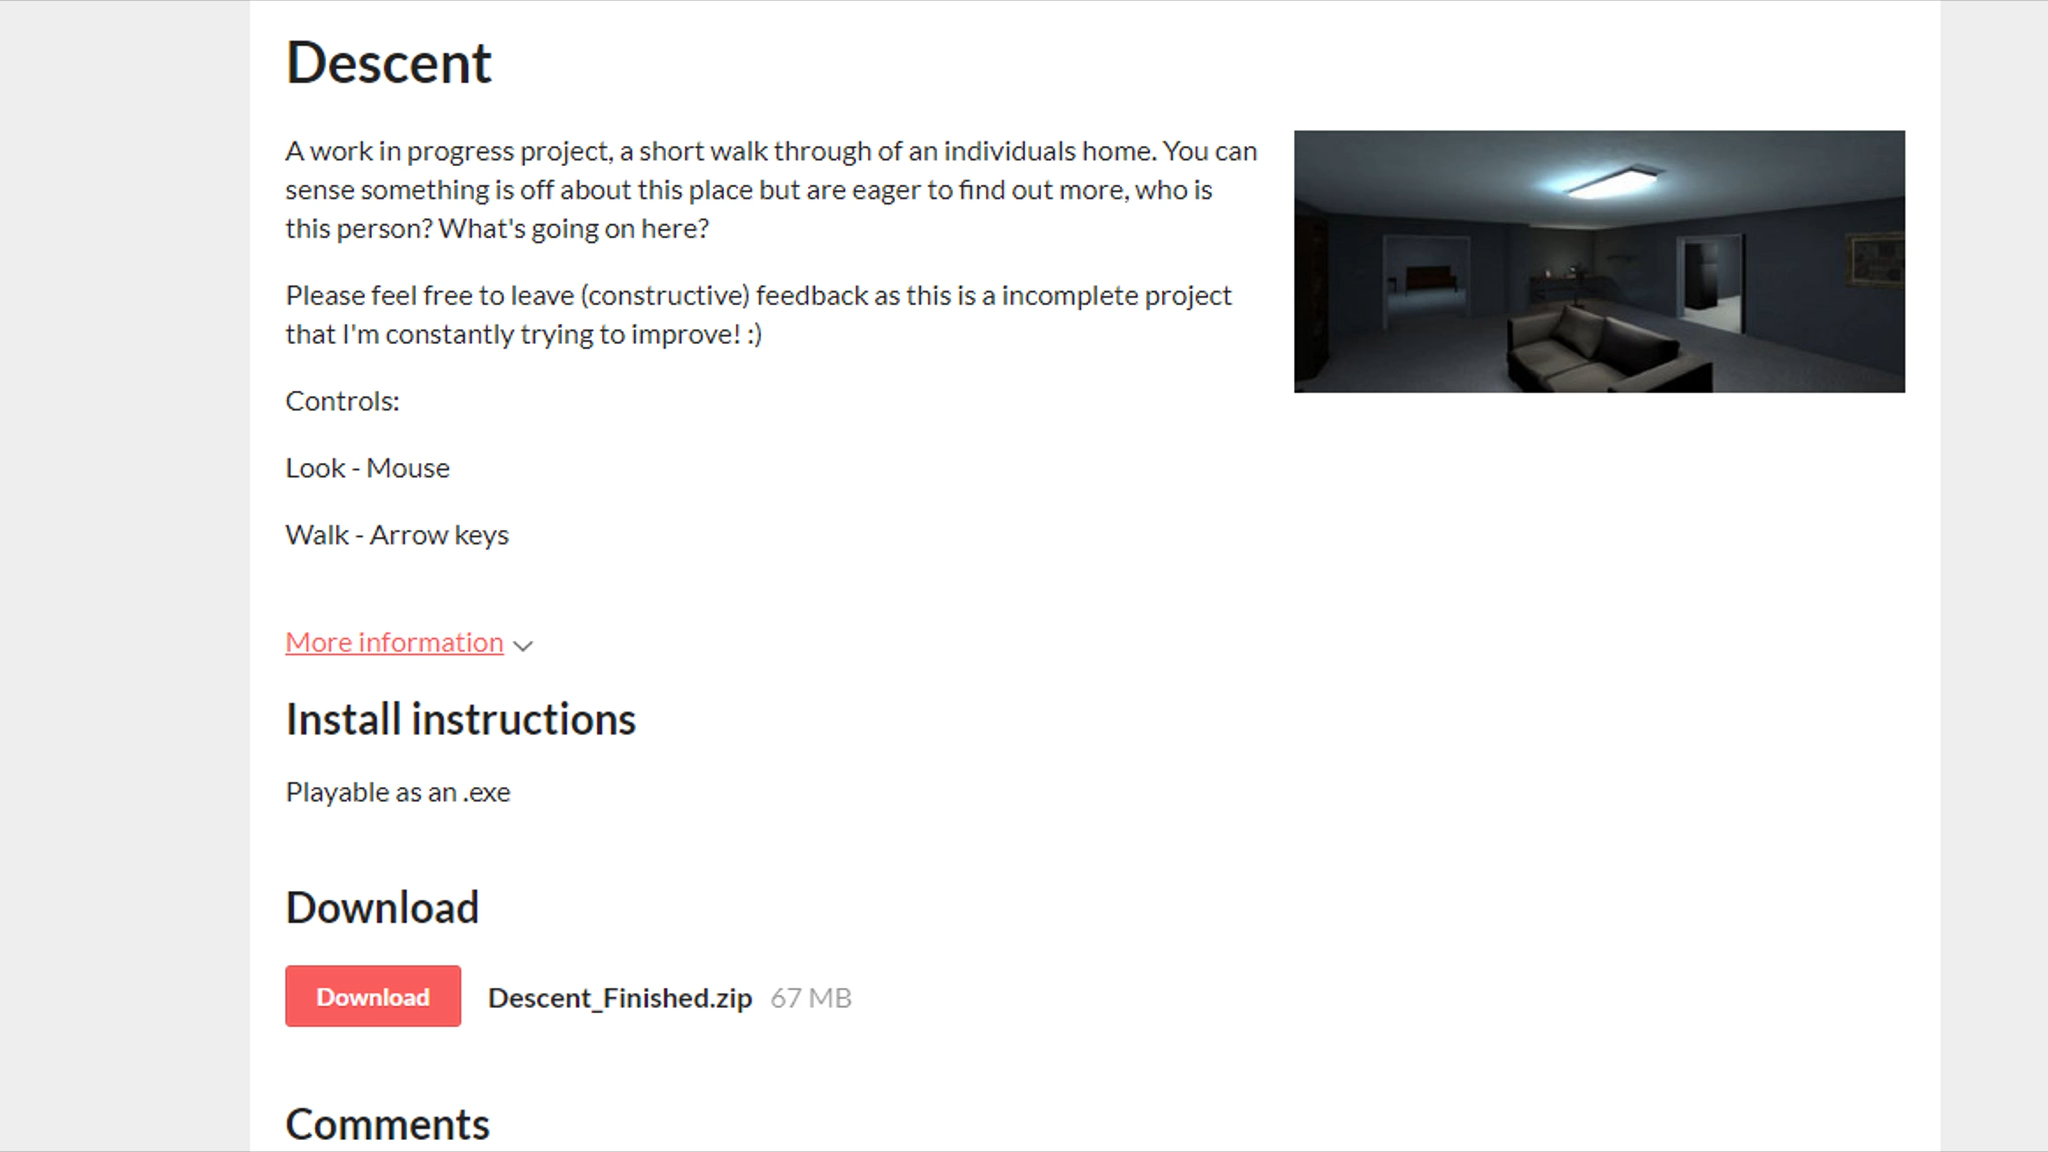 Descent
A work in progress project, a short walk through of an individuals home. You can
sense something is off about this place but are eager to find out more, who is
this person? What's going on here?
Please feel free to leave (constructive) feedback as this is a incomplete project
that I'm constantly trying to improve! :)
Controls:
Look - Mouse
Walk - Arrow keys
More information
Install instructions
Playable as an .exe
Download
Download Descent_Finished.zip 67 MB
Comments